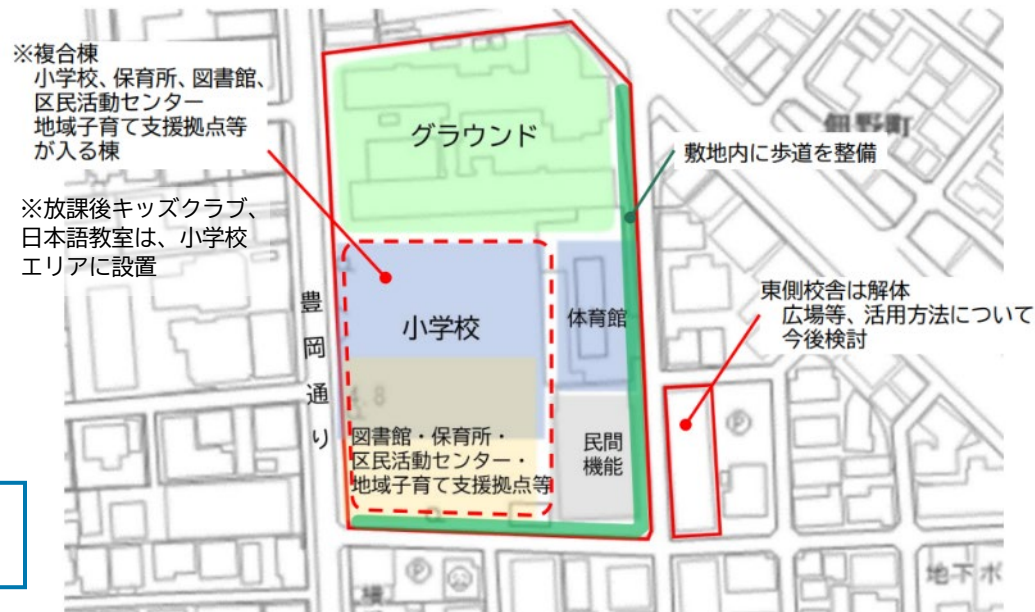 ※複合棟
小学校、保育所、図書館、
区民活動センター
地域子育て支援拠点等
が入る棟
※放課後キッズクラブ、
日本語教室は、小学校
エリアに設置
グラウンド
敷地内に歩道を整備
佃野町
東側校舎は解体
広場等、活用方法について
今後検討
豊岡通り
小学校
体育館
4.8
図書館・保育所・
区民活動センター・
地域子育て支援拠点等
民間
機能
P
P
地下ボ